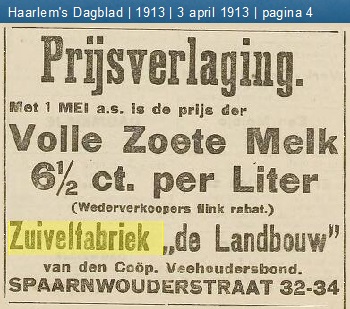 Haarlem's Dagblad | 1913 | 3 april 1913 | pagina 4
Prijsverlaging.
Met 1 MEI a.s. is de prijs der
Volle Zoete Melk
6½ ct. per Liter
(Wederverkoopers flink rabat.)
Zuivelfabriek „de Landbouw”
van den Coöp. Veehoudersbond.
SPAARNWOUDERSTRAAT 32-34